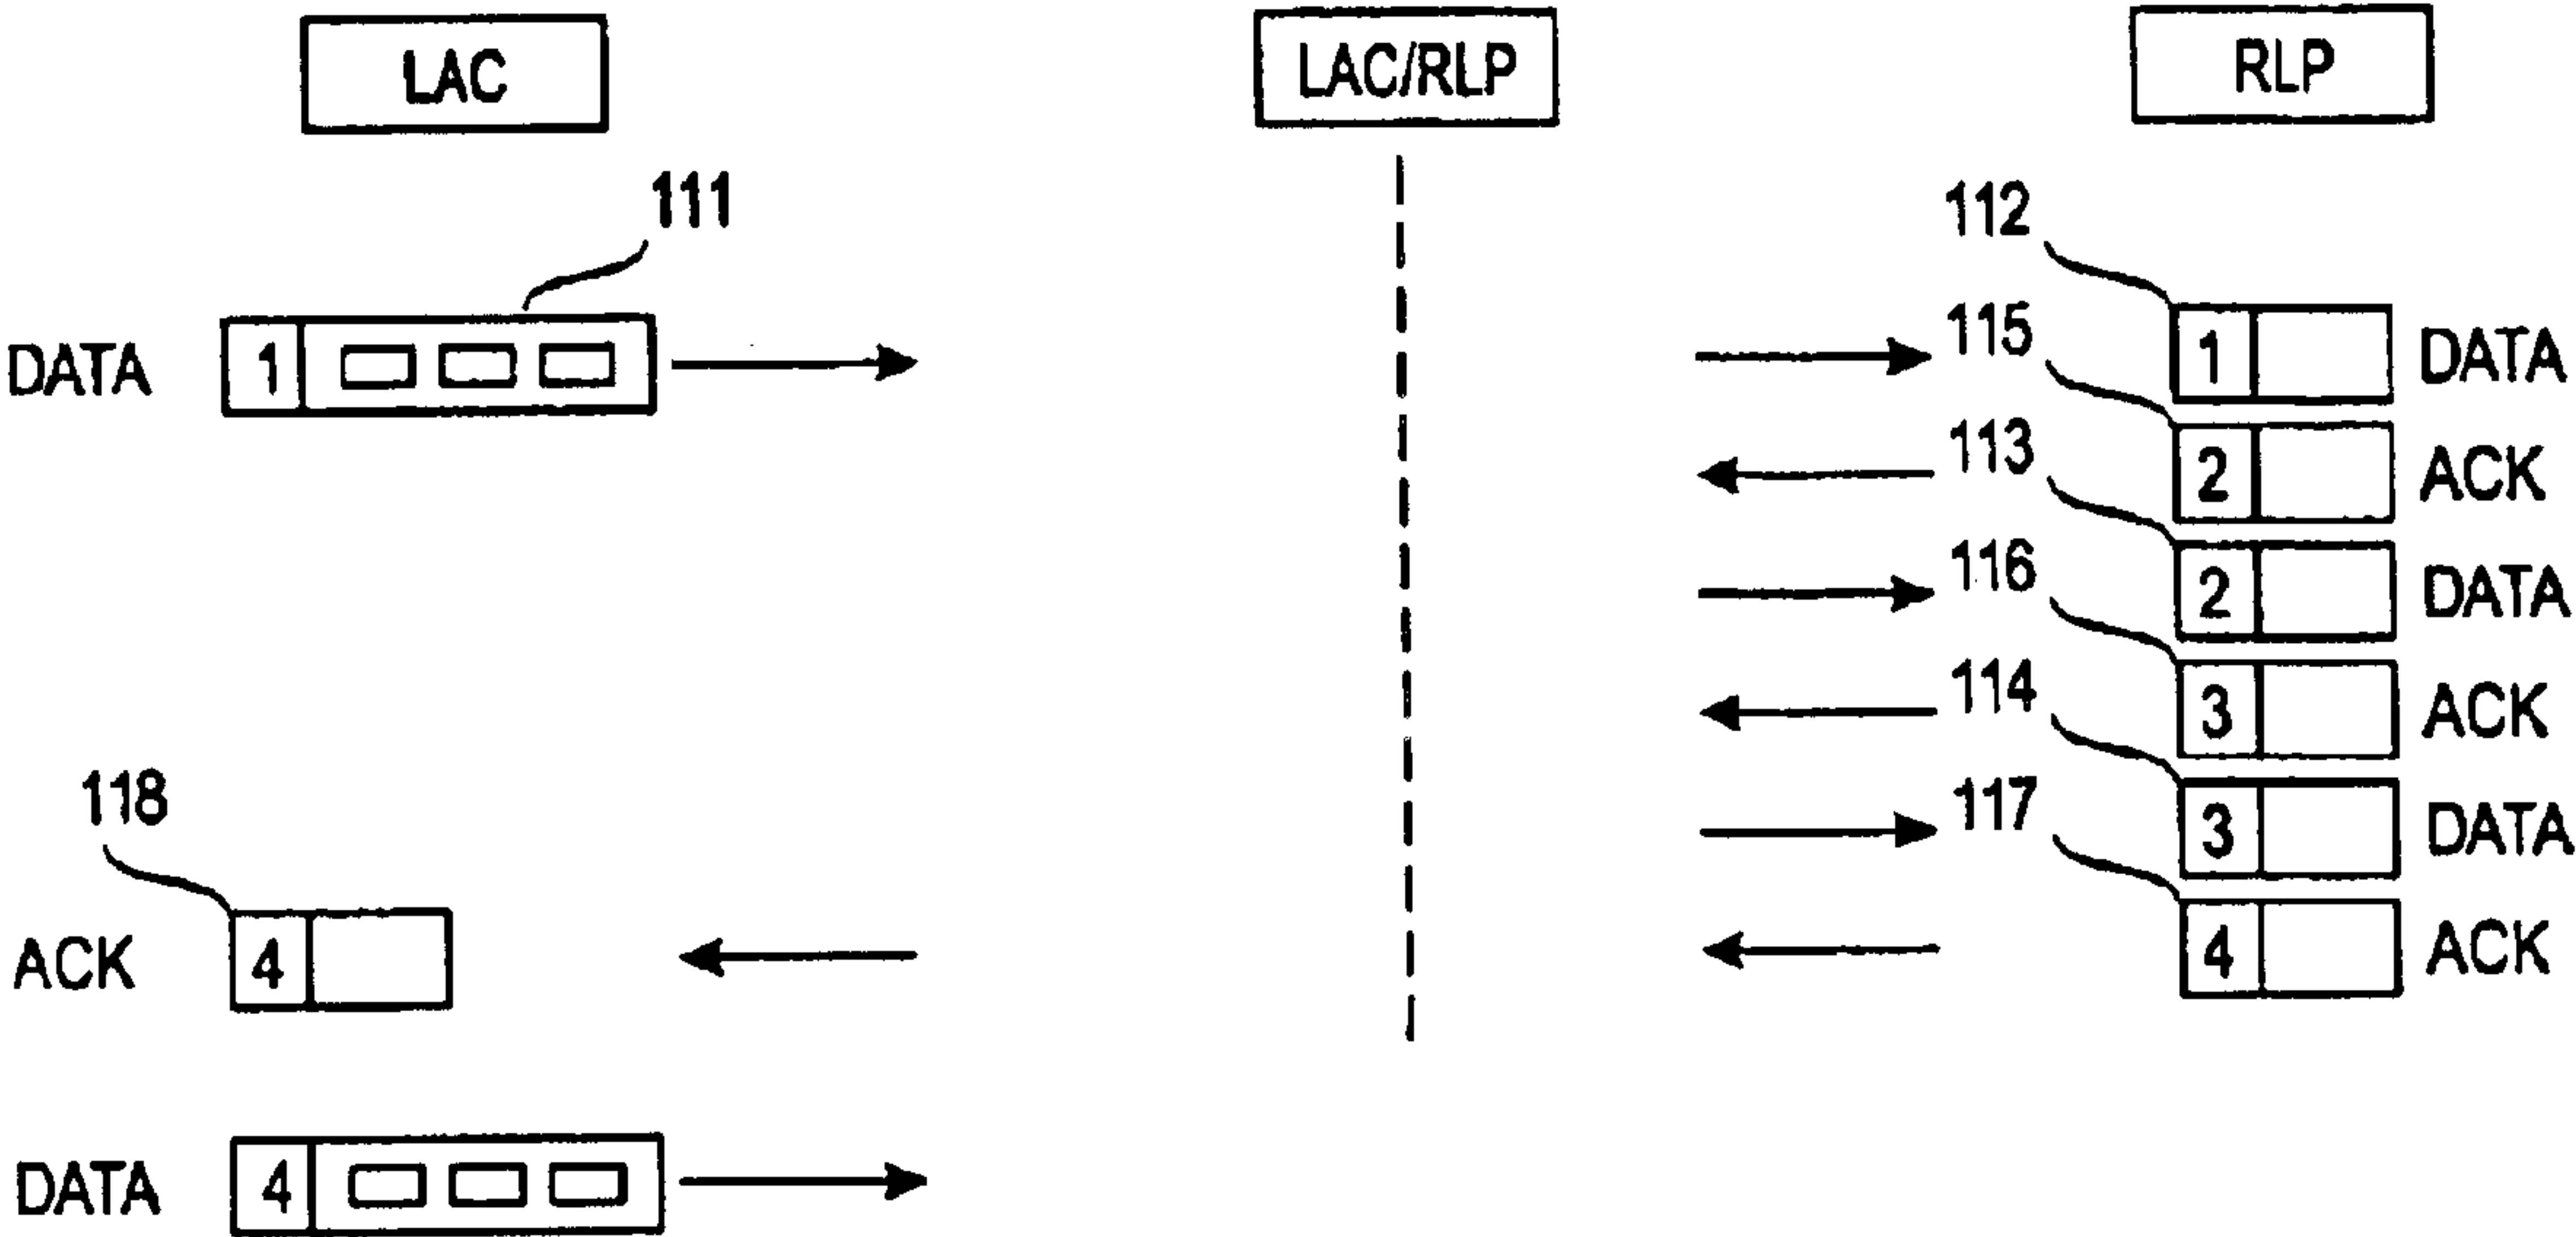 LAC LAC/RLP RLP
111 112
DATA 1 115 1 DATA
113 2 ACK
116 2 DATA
114 3 ACK
118 117 3 DATA
ACK 4 4 ACK
DATA 4